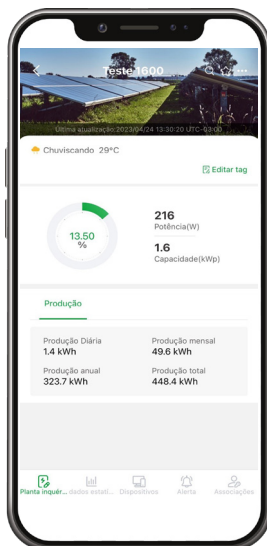 Teste 1600
Última atualização:2023/04/24 13:30:20 UTC-03:00
Chuviscando 29°C
Editar tag
13.50
%
216
Potência(W)
1.6
Capacidade(kWp)
Produção
Produção Diária
1.4 kWh
Produção mensal
49.6 kWh
Produção anual
323.7 kWh
Produção total
448.4 kWh
Planta inquér... dados estatí... Dispositivos Alerta Associações